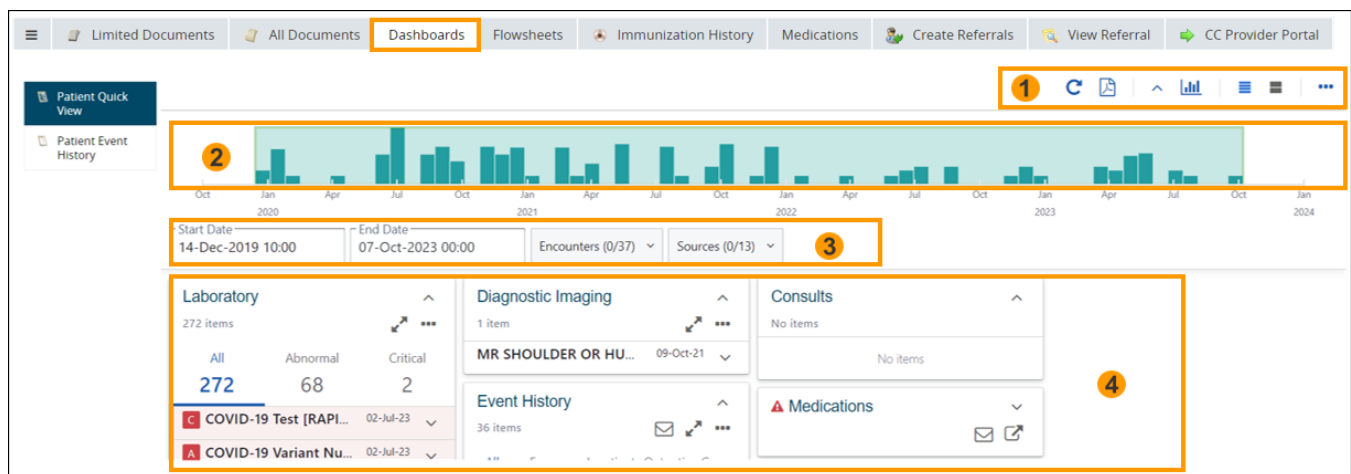 Limited Documents All Documents Dashboards Flowsheets Immunization History Medications Create Referrals View Referral CC Provider Portal
1
Patient Quick
View
Patient Event
History
2
Oct Jan Apr Jul Oct Jan Apr Jul Oct Jan Apr Jul Oct Jan Apr Jul Oct Jan
2020 2021 2022 2023 2024
Start Date End Date
14-Dec-2019 10:00 07-Oct-2023 00:00 Encounters (0/37) Sources (0/13) 3
Laboratory
272 items
All Abnormal Critical
272 68 2
C COVID-19 Test [RAPI... 02-Jul-23
A COVID-19 Variant Nu... 02-Jul-23
Diagnostic Imaging
1 item
MR SHOULDER OR HU... 09-Oct-21
Event History
36 items
Consults
No items
No items
Medications
4